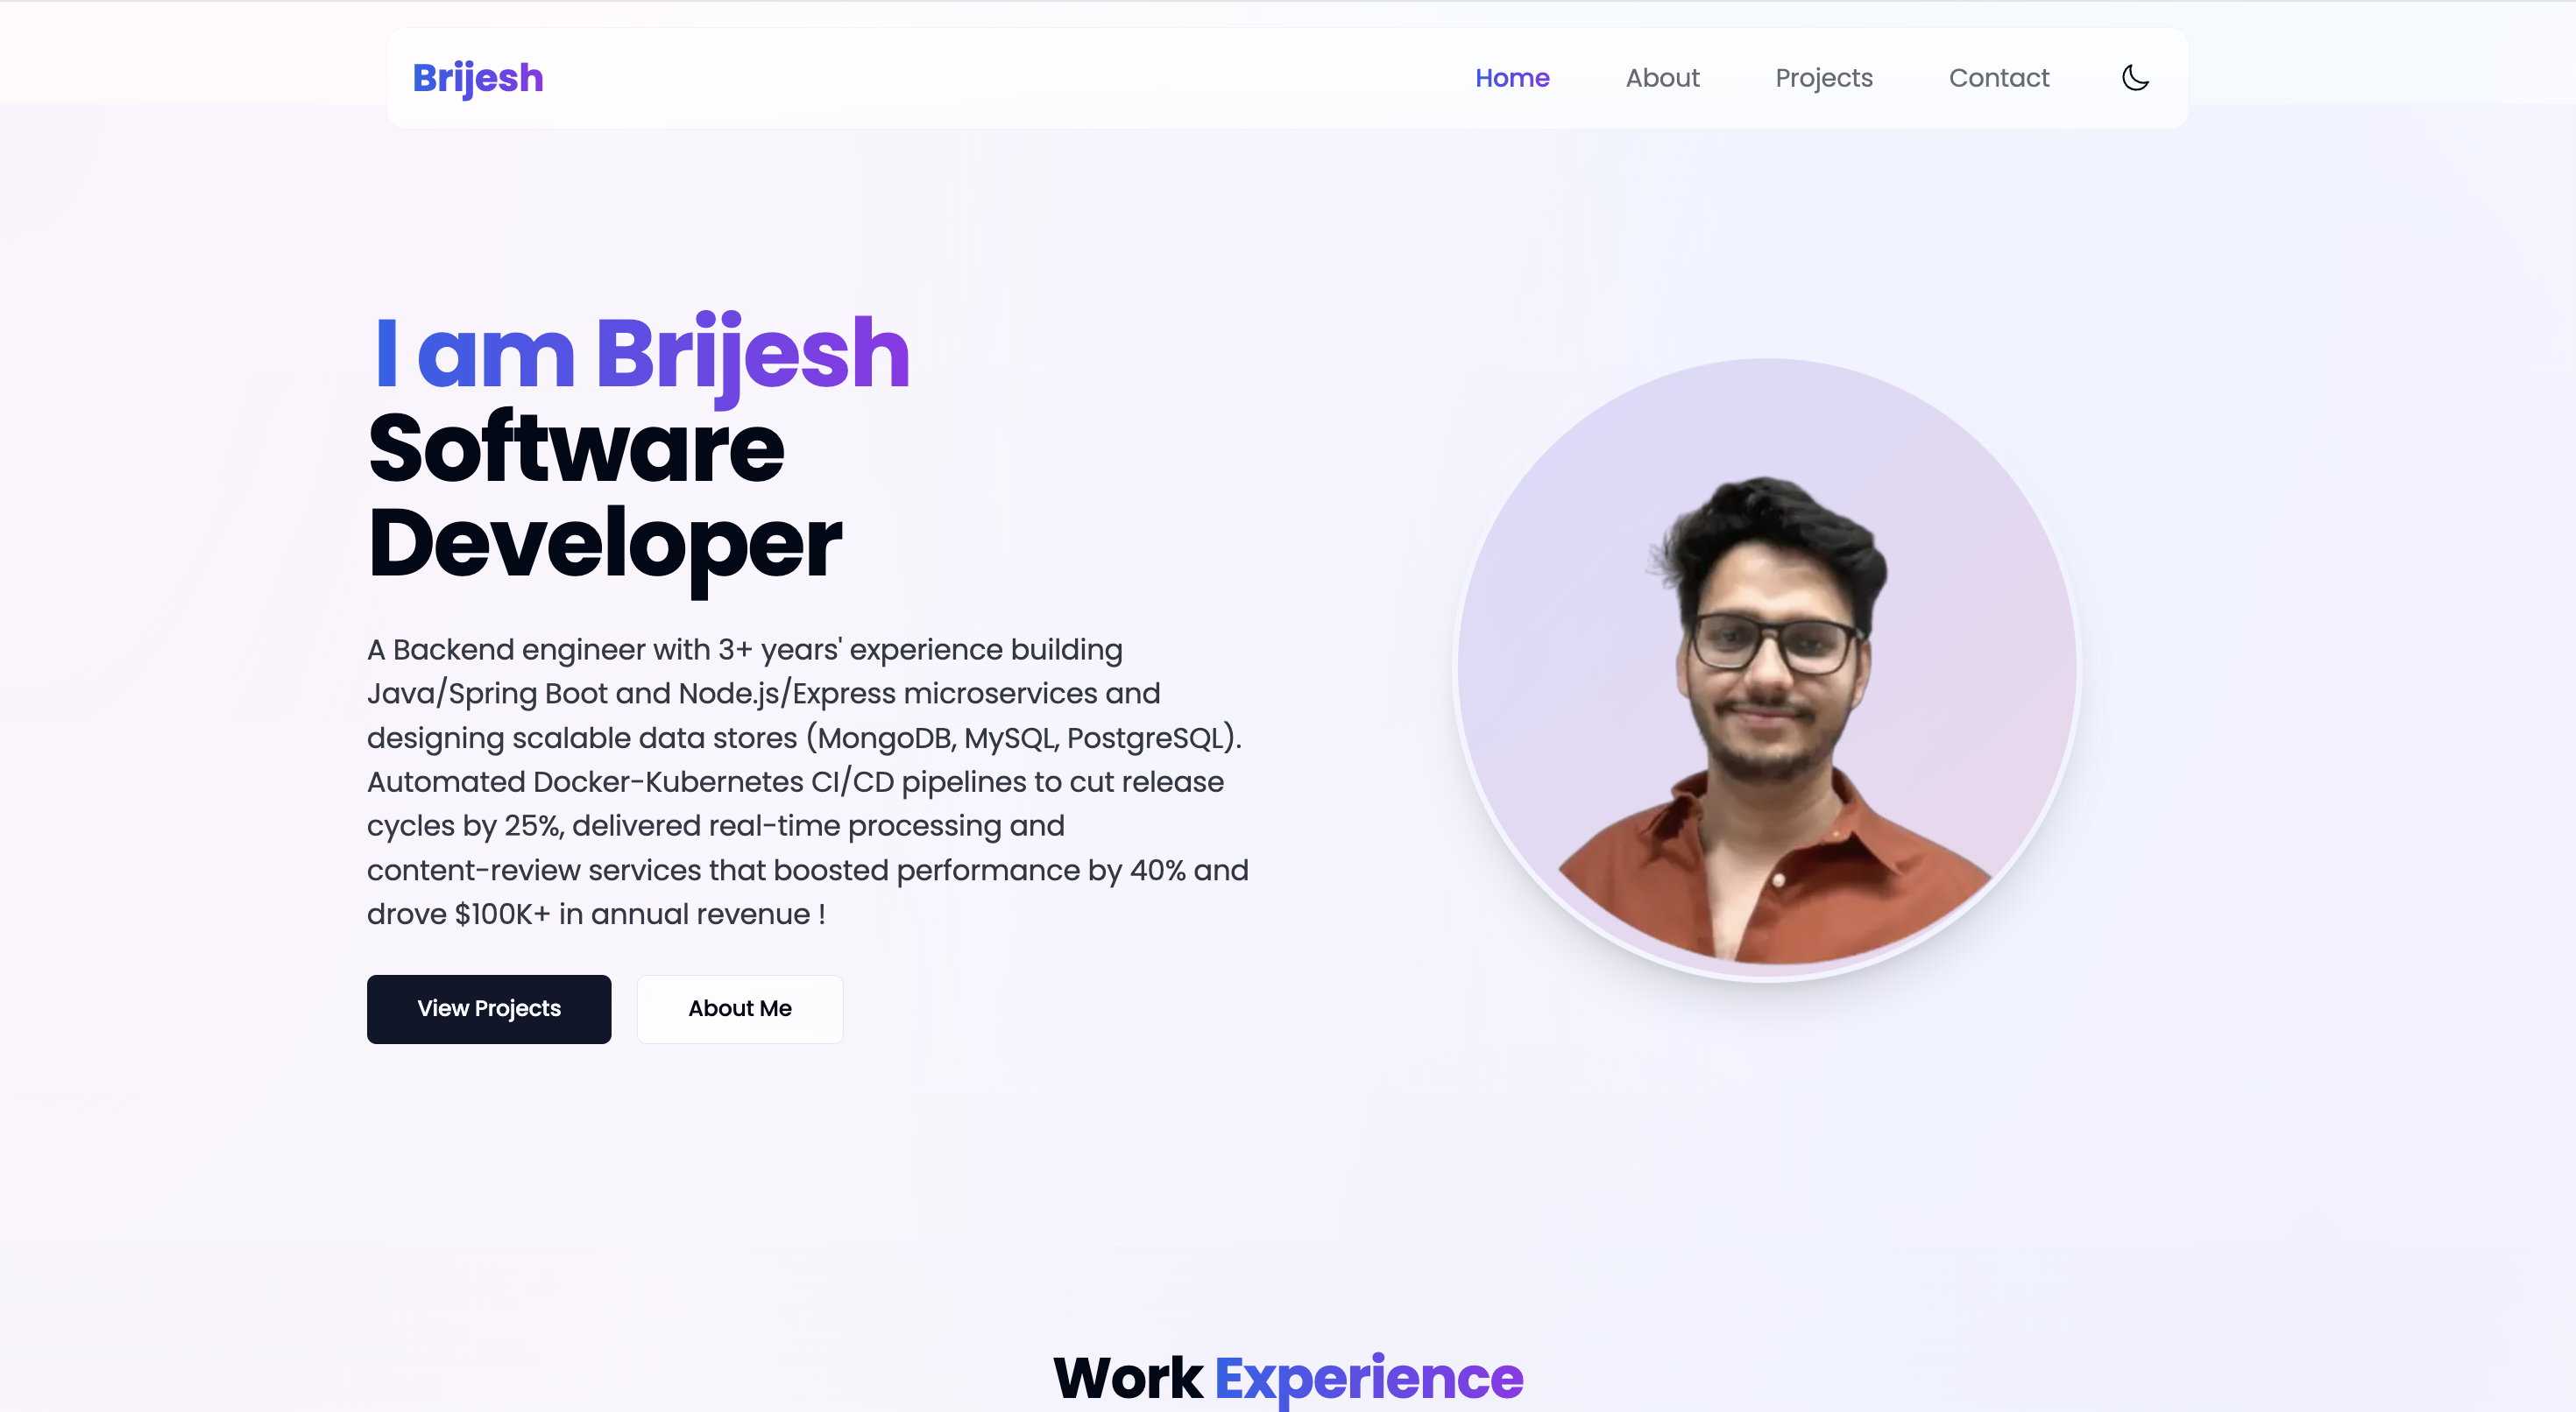 Brijesh
Home
About
Projects
Contact
I am Brijesh
Software
Developer
A Backend engineer with 3+ years' experience building
Java/Spring Boot and Node.js/Express microservices and
designing scalable data stores (MongoDB, MySQL, PostgreSQL).
Automated Docker-Kubernetes CI/CD pipelines to cut release
cycles by 25%, delivered real-time processing and
content-review services that boosted performance by 40% and
drove $100K+ in annual revenue !
View Projects
About Me
Work Experience